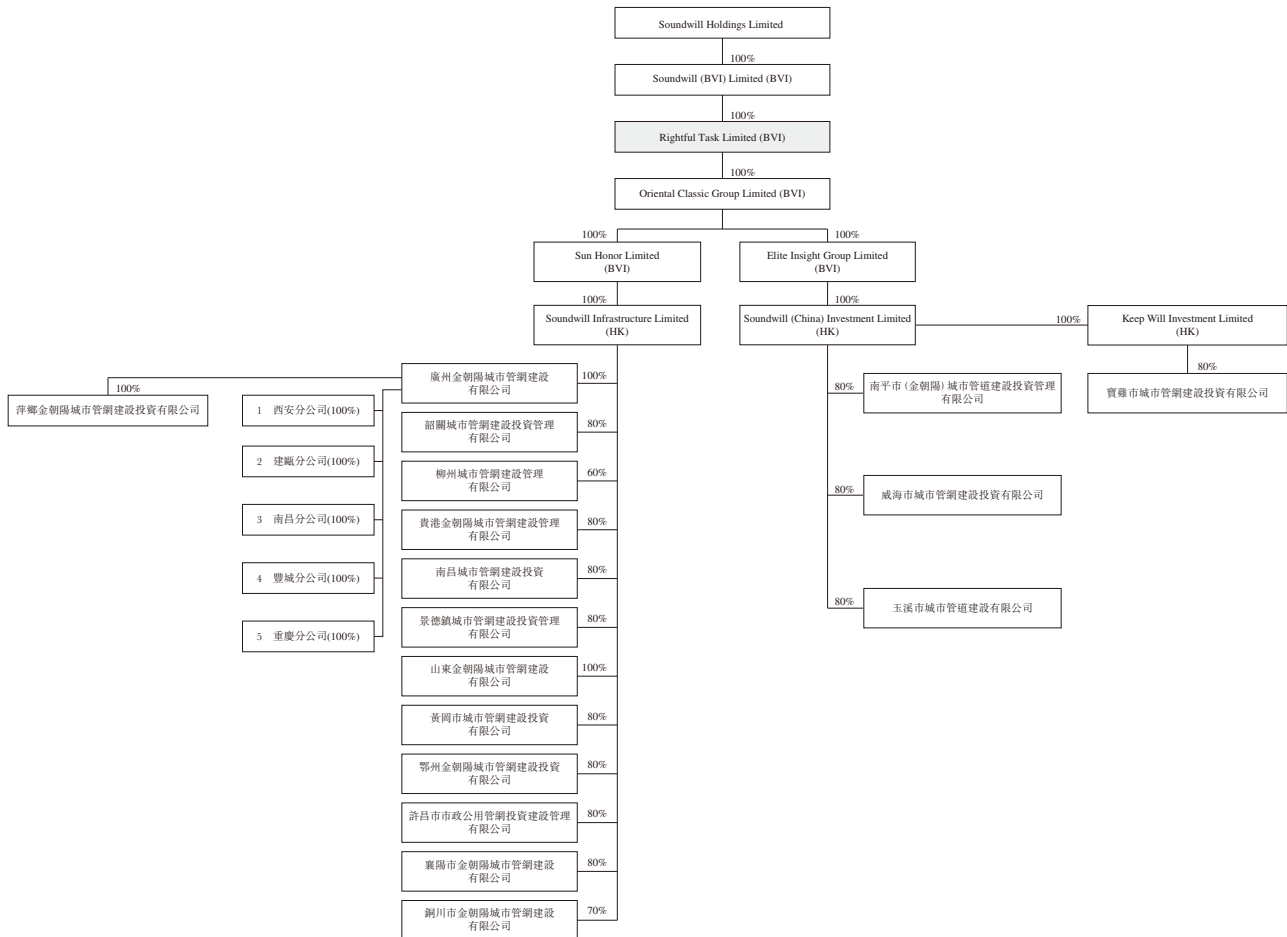 Soundwill Holdings Limited
100%
Soundwill (BVI) Limited (BVI)
100%
Rightful Task Limited (BVI)
100%
Oriental Classic Group Limited (BVI)
100%
100%
Sun Honor Limited
(BVI)
Elite Insight Group Limited
(BVI)
100%
100%
Soundwill Infrastructure Limited
(HK)
Soundwill (China) Investment Limited
(HK)
100%
Keep Will Investment Limited
(HK)
100%
萍鄉金朝陽城市管網建設投資有限公司
廣州金朝陽城市管網建設
有限公司
100%
1 西安分公司(100%)
2 建甌分公司(100%)
3 南昌分公司(100%)
4 豐城分公司(100%)
5 重慶分公司(100%)
韶關城市管網建設投資管理
有限公司
80%
柳州城市管網建設管理
有限公司
60%
貴港金朝陽城市管網建設管理
有限公司
80%
南昌城市管網建設投資
有限公司
80%
景德鎮城市管網建設投資管理
有限公司
80%
山東金朝陽城市管網建設
有限公司
100%
黃岡市城市管網建設投資
有限公司
80%
鄂州金朝陽城市管網建設投資
有限公司
80%
許昌市市政公用管網投資建設管理
有限公司
80%
襄陽市金朝陽城市管網建設
有限公司
80%
銅川市金朝陽城市管網建設
有限公司
70%
80%
南平市(金朝陽)城市管道建設投資管理
有限公司
80%
威海市城市管網建設投資有限公司
80%
玉溪市城市管道建設有限公司
80%
寶雞市城市管網建設投資有限公司